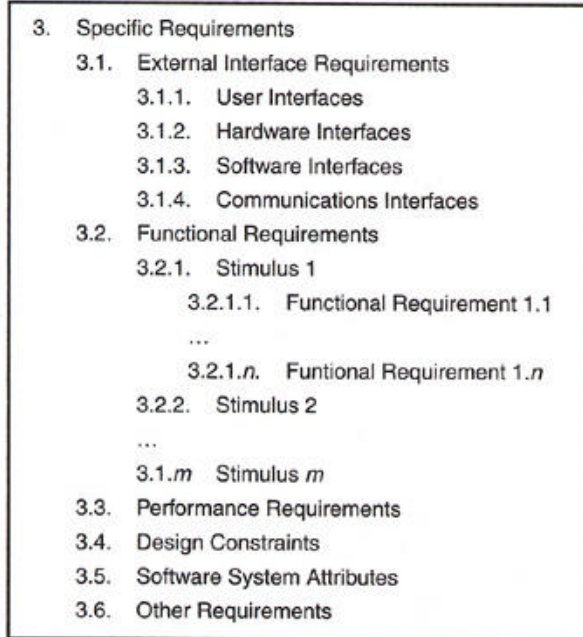 3. Specific Requirements
3.1. External Interface Requirements
3.1.1. User Interfaces
3.1.2. Hardware Interfaces
3.1.3. Software Interfaces
3.1.4. Communications Interfaces
3.2. Functional Requirements
3.2.1. Stimulus 1
3.2.1.1. Functional Requirement 1.1
...
3.2.1.n. Funtional Requirement 1.n
3.2.2. Stimulus 2
...
3.1.m Stimulus m
3.3. Performance Requirements
3.4. Design Constraints
3.5. Software System Attributes
3.6. Other Requirements